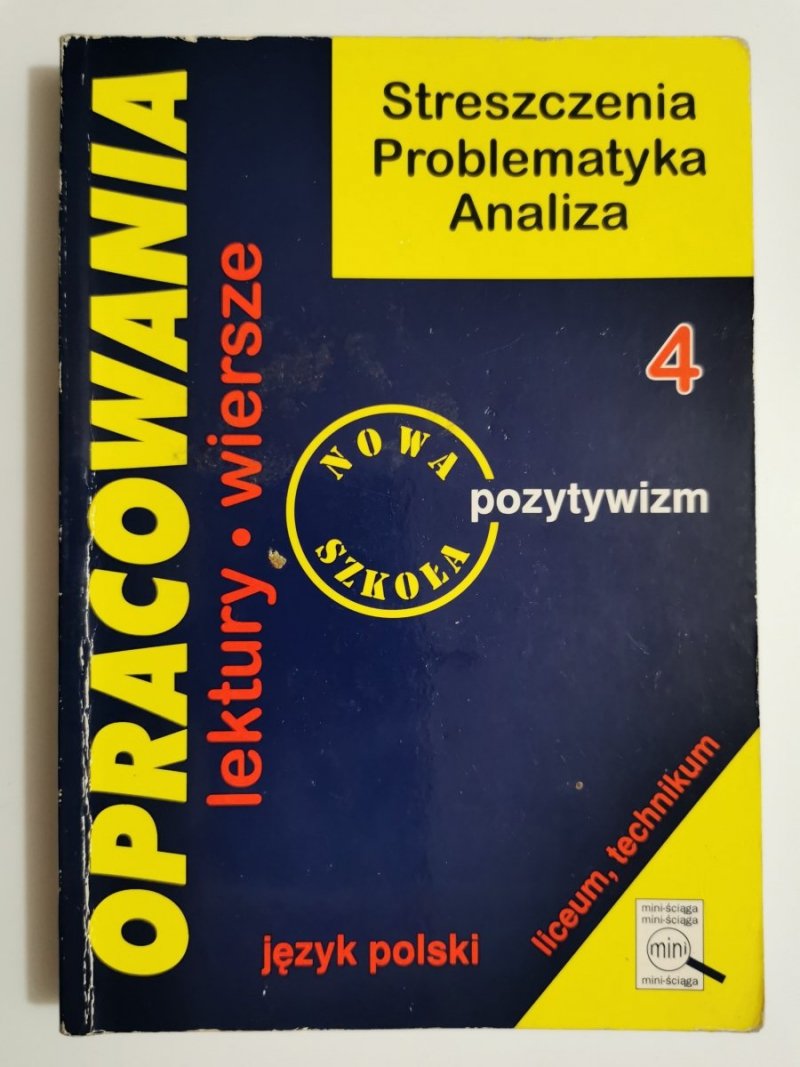 OPRACOWANIA
lektury • wiersze
Streszczenia
Problematyka
Analiza
4
NOWA
SZKOŁA
pozytywizm
język polski
liceum, technikum
mini-ściąga
mini-ściąga
mini
mini-ściąga